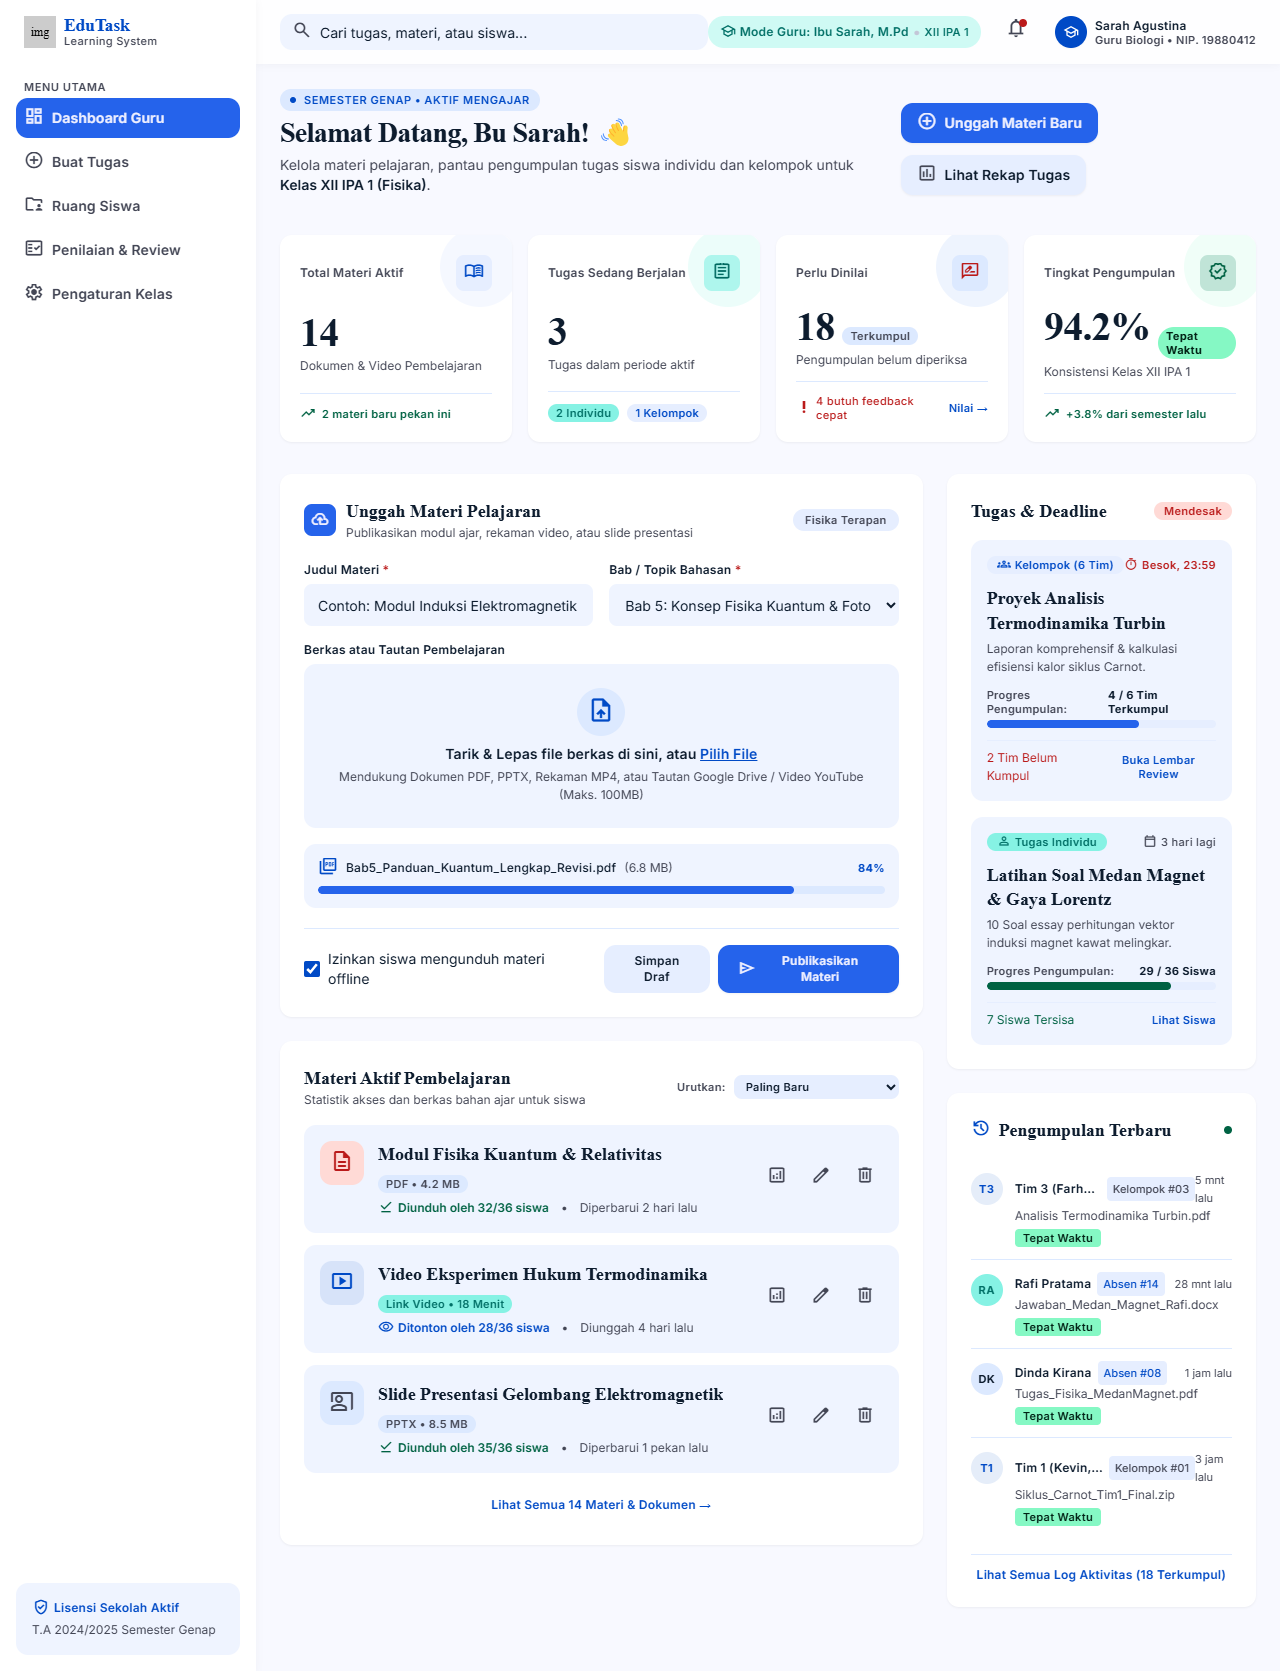 img
EduTask
Learning System
MENU UTAMA
Dashboard Guru
Buat Tugas
Ruang Siswa
Penilaian & Review
Pengaturan Kelas
Lisensi Sekolah Aktif
T.A 2024/2025 Semester Genap
Cari tugas, materi, atau siswa...
Mode Guru: Ibu Sarah, M.Pd • XII IPA 1
Sarah Agustina
Guru Biologi • NIP. 19880412
SEMESTER GENAP • AKTIF MENGAJAR
Selamat Datang, Bu Sarah! 👋
Kelola materi pelajaran, pantau pengumpulan tugas siswa individu dan kelompok untuk
Kelas XII IPA 1 (Fisika).
Unggah Materi Baru
Lihat Rekap Tugas
Total Materi Aktif
14
Dokumen & Video Pembelajaran
2 materi baru pekan ini
Tugas Sedang Berjalan
3
Tugas dalam periode aktif
2 Individu
1 Kelompok
Perlu Dinilai
18
Terkumpul
Pengumpulan belum diperiksa
4 butuh feedback
cepat
Nilai →
Tingkat Pengumpulan
94.2%
Tepat
Waktu
Konsistensi Kelas XII IPA 1
+3.8% dari semester lalu
Unggah Materi Pelajaran
Publikasikan modul ajar, rekaman video, atau slide presentasi
Fisika Terapan
Judul Materi *
Contoh: Modul Induksi Elektromagnetik
Bab / Topik Bahasan *
Bab 5: Konsep Fisika Kuantum & Foto
Berkas atau Tautan Pembelajaran
Tarik & Lepas file berkas di sini, atau Pilih File
Mendukung Dokumen PDF, PPTX, Rekaman MP4, atau Tautan Google Drive / Video YouTube
(Maks. 100MB)
PDF
Bab5_Panduan_Kuantum_Lengkap_Revisi.pdf (6.8 MB)
84%
Izinkan siswa mengunduh materi
offline
Simpan
Draf
Publikasikan
Materi
Materi Aktif Pembelajaran
Statistik akses dan berkas bahan ajar untuk siswa
Urutkan:
Paling Baru
Modul Fisika Kuantum & Relativitas
PDF • 4.2 MB
Diunduh oleh 32/36 siswa • Diperbarui 2 hari lalu
Video Eksperimen Hukum Termodinamika
Link Video • 18 Menit
Ditonton oleh 28/36 siswa • Diunggah 4 hari lalu
Slide Presentasi Gelombang Elektromagnetik
PPTX • 8.5 MB
Diunduh oleh 35/36 siswa • Diperbarui 1 pekan lalu
Lihat Semua 14 Materi & Dokumen →
Tugas & Deadline
Mendesak
Kelompok (6 Tim)
Besok, 23:59
Proyek Analisis
Termodinamika Turbin
Laporan komprehensif & kalkulasi
efisiensi kalor siklus Carnot.
Progres
Pengumpulan:
4 / 6 Tim
Terkumpul
2 Tim Belum
Kumpul
Buka Lembar
Review
Tugas Individu
3 hari lagi
Latihan Soal Medan Magnet
& Gaya Lorentz
10 Soal essay perhitungan vektor
induksi magnet kawat melingkar.
Progres Pengumpulan:
29 / 36 Siswa
7 Siswa Tersisa
Lihat Siswa
Pengumpulan Terbaru
T3
Tim 3 (Farh...
Kelompok #03
5 mnt
lalu
Analisis Termodinamika Turbin.pdf
Tepat Waktu
RA
Rafi Pratama
Absen #14
28 mnt lalu
Jawaban_Medan_Magnet_Rafi.docx
Tepat Waktu
DK
Dinda Kirana
Absen #08
1 jam lalu
Tugas_Fisika_MedanMagnet.pdf
Tepat Waktu
T1
Tim 1 (Kevin,...
Kelompok #01
3 jam
lalu
Siklus_Carnot_Tim1_Final.zip
Tepat Waktu
Lihat Semua Log Aktivitas (18 Terkumpul)